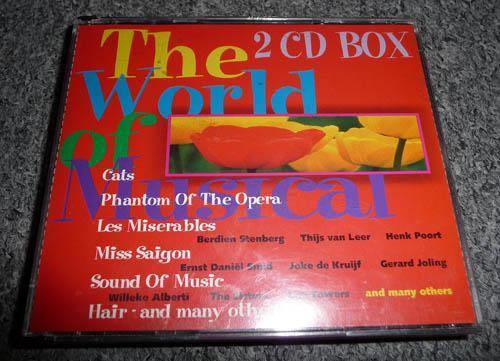 The 2 CD BOX
World
of
Musical
Cats
Phantom Of The Opera
Les Miserables
Berdien Stenberg Thijs van Leer Henk Poort
Miss Saigon
Ernst Daniël Smid Joke de Kruijf Gerard Joling
Sound Of Music
Willeke Alberti The Towers and many others
Hair - and many